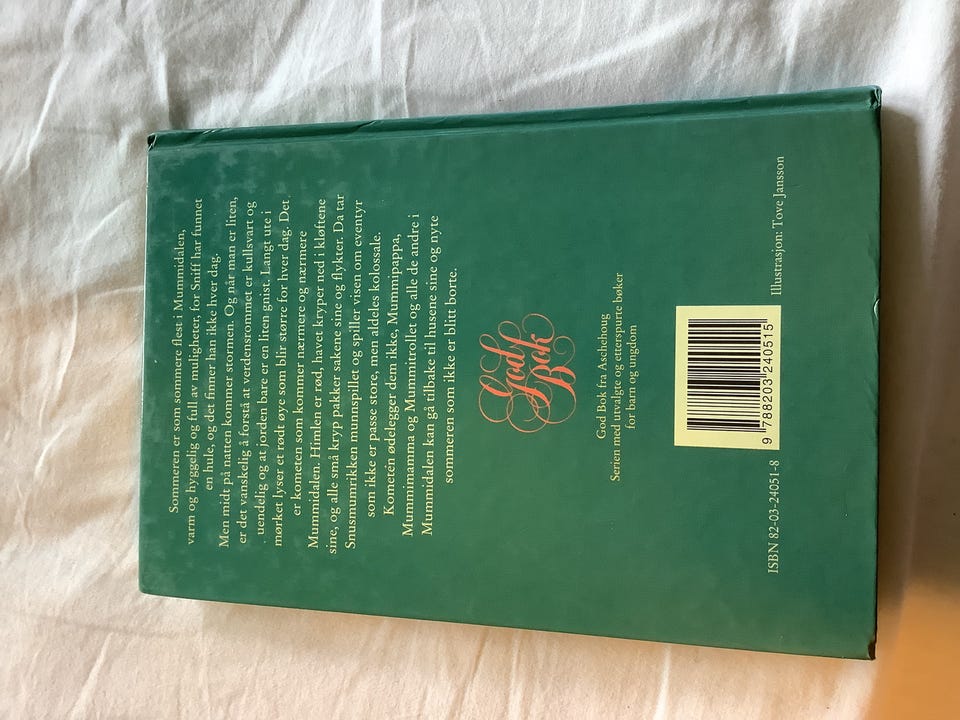 Sommeren er som somre flest i Mummidalen,
varm og hyggelig og full av muligheter, for Sniff har funnet
en hule, og det finner han ikke hver dag.
Men midt på natten kommer stormen. Og når man er liten,
er det vanskelig å forstå at verdensrommet er kullsvart og
uendelig og at jorden bare er en liten gnist. Langt ute i
mørket lyser et rødt øye som blir større for hver dag. Det
er kometen som kommer nærmere og nærmere
Mummidalen. Himlen er rød, havet kryper ned i kløftene
sine, og alle små kryp pakker sakene sine og flykter. Da tar
Snusmumrikken munnspillet og spiller visen om eventyr
som ikke er passe store, men aldeles kolossale.
Kometen ødelegger dem ikke, Mummipappa,
Mummimamma og Mummitrollet og alle de andre i
Mummidalen kan gå tilbake til husene sine og nyte
sommeren som ikke er blitt borte.
God
Bok
God Bok fra Aschehoug
Serien med utvalgte og etterspurte bøker
for barn og ungdom
ISBN 82-03-24051-8
9 788203 240515
Illustrasjon: Tove Jansson